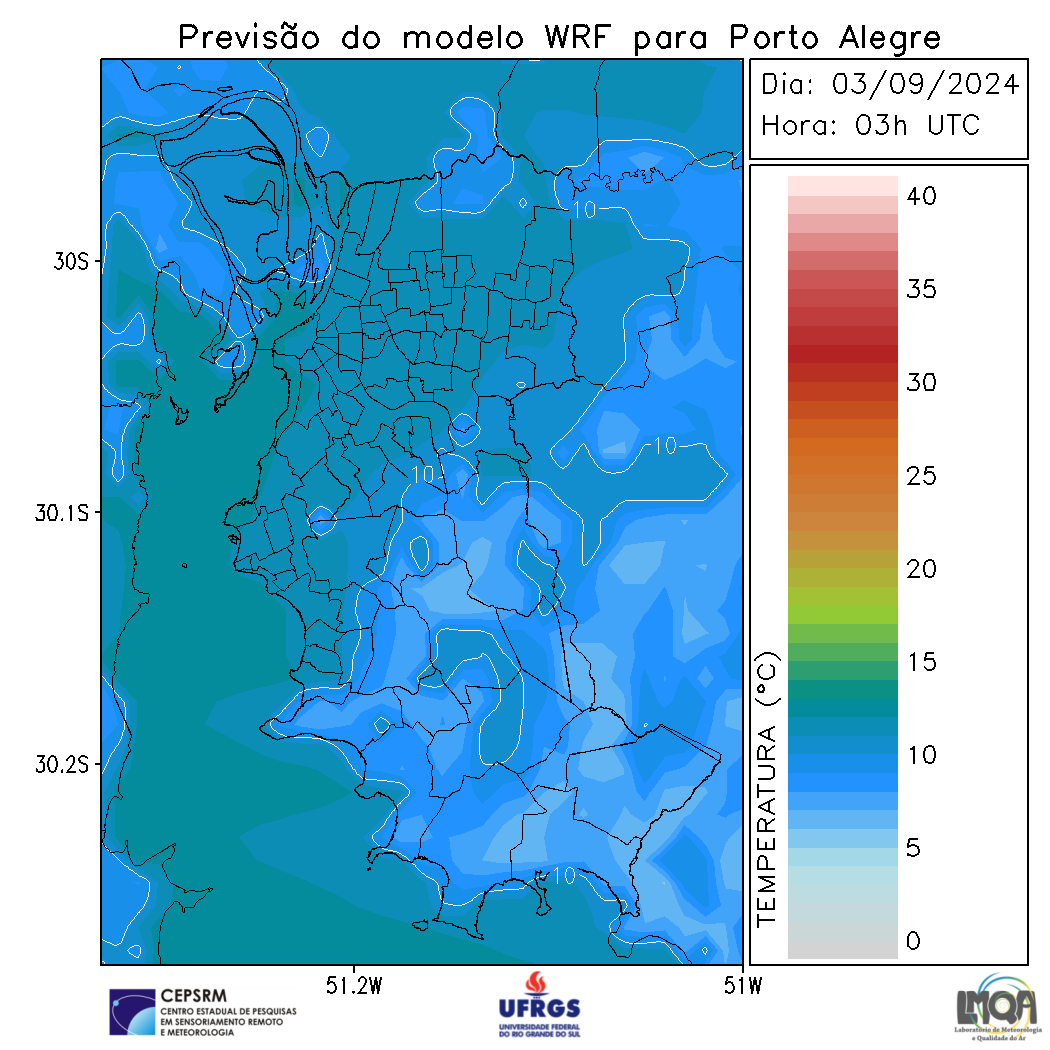 Previsão do modelo WRF para Porto Alegre
Dia: 03/09/2024
Hora: 03h UTC
30S
30.1S
30.2S
51.2W
51W
10
10
10
10
TEMPERATURA (°C)
40
35
30
25
20
15
10
5
0
CEPSRM
CENTRO ESTADUAL DE PESQUISAS
EM SENSORIAMENTO REMOTO
E METEOROLOGIA
UFRGS
UNIVERSIDADE FEDERAL
DO RIO GRANDE DO SUL
LMQA
Laboratório de Meteorologia
e Qualidade do Ar